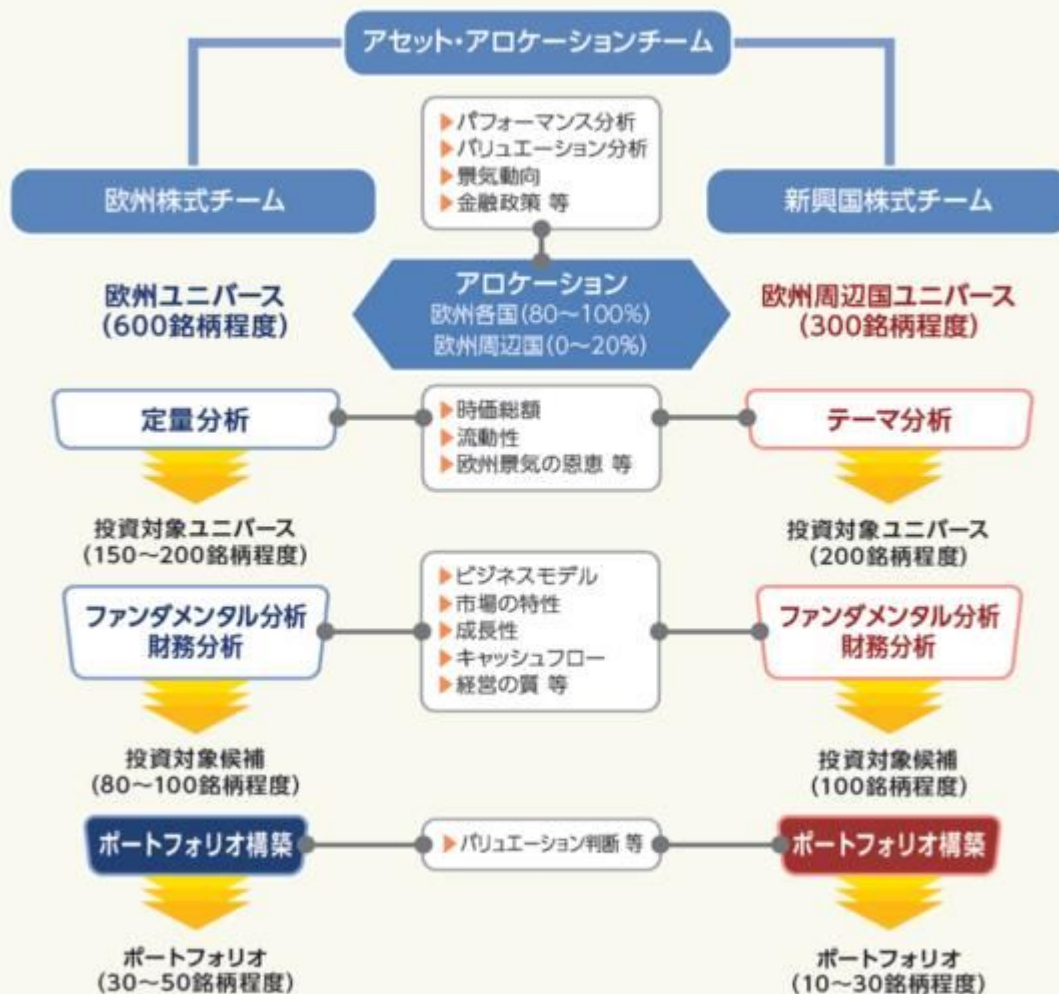 アセット・アロケーションチーム
▶パフォーマンス分析
▶バリュエーション分析
▶景気動向
▶金融政策 等
欧州株式チーム
新興国株式チーム
アロケーション
欧州各国(80～100%)
欧州周辺国(0～20%)
欧州ユニバース
(600銘柄程度)
欧州周辺国ユニバース
(300銘柄程度)
定量分析
▶時価総額
▶流動性
▶欧州景気の恩恵 等
テーマ分析
投資対象ユニバース
(150～200銘柄程度)
投資対象ユニバース
(200銘柄程度)
ファンダメンタル分析
財務分析
▶ビジネスモデル
▶市場の特性
▶成長性
▶キャッシュフロー
▶経営の質 等
ファンダメンタル分析
財務分析
投資対象候補
(80～100銘柄程度)
投資対象候補
(100銘柄程度)
ポートフォリオ構築
▶バリュエーション判断 等
ポートフォリオ構築
ポートフォリオ
(30～50銘柄程度)
ポートフォリオ
(10～30銘柄程度)